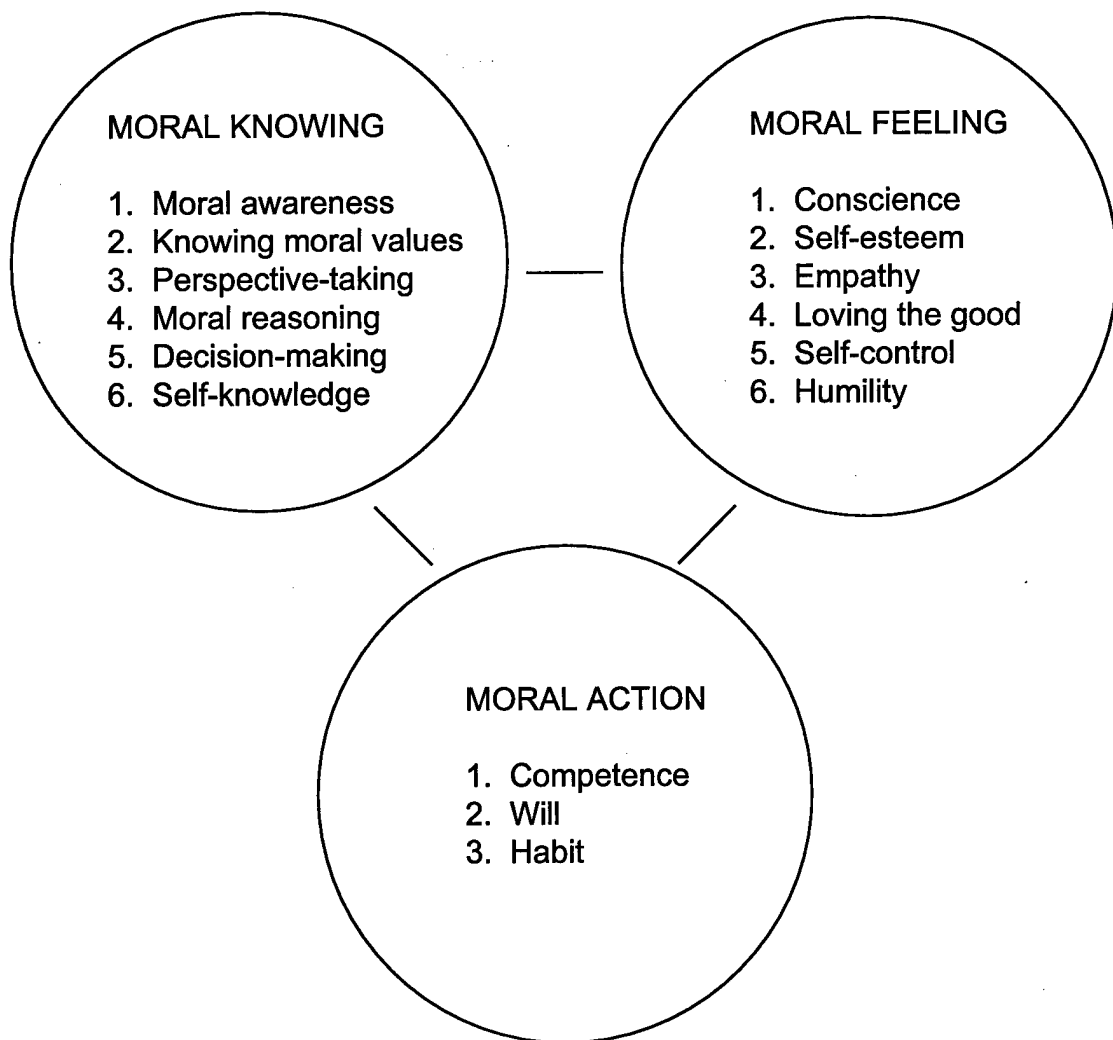 MORAL KNOWING
1. Moral awareness
2. Knowing moral values
3. Perspective-taking
4. Moral reasoning
5. Decision-making
6. Self-knowledge
MORAL FEELING
1. Conscience
2. Self-esteem
3. Empathy
4. Loving the good
5. Self-control
6. Humility
MORAL ACTION
1. Competence
2. Will
3. Habit